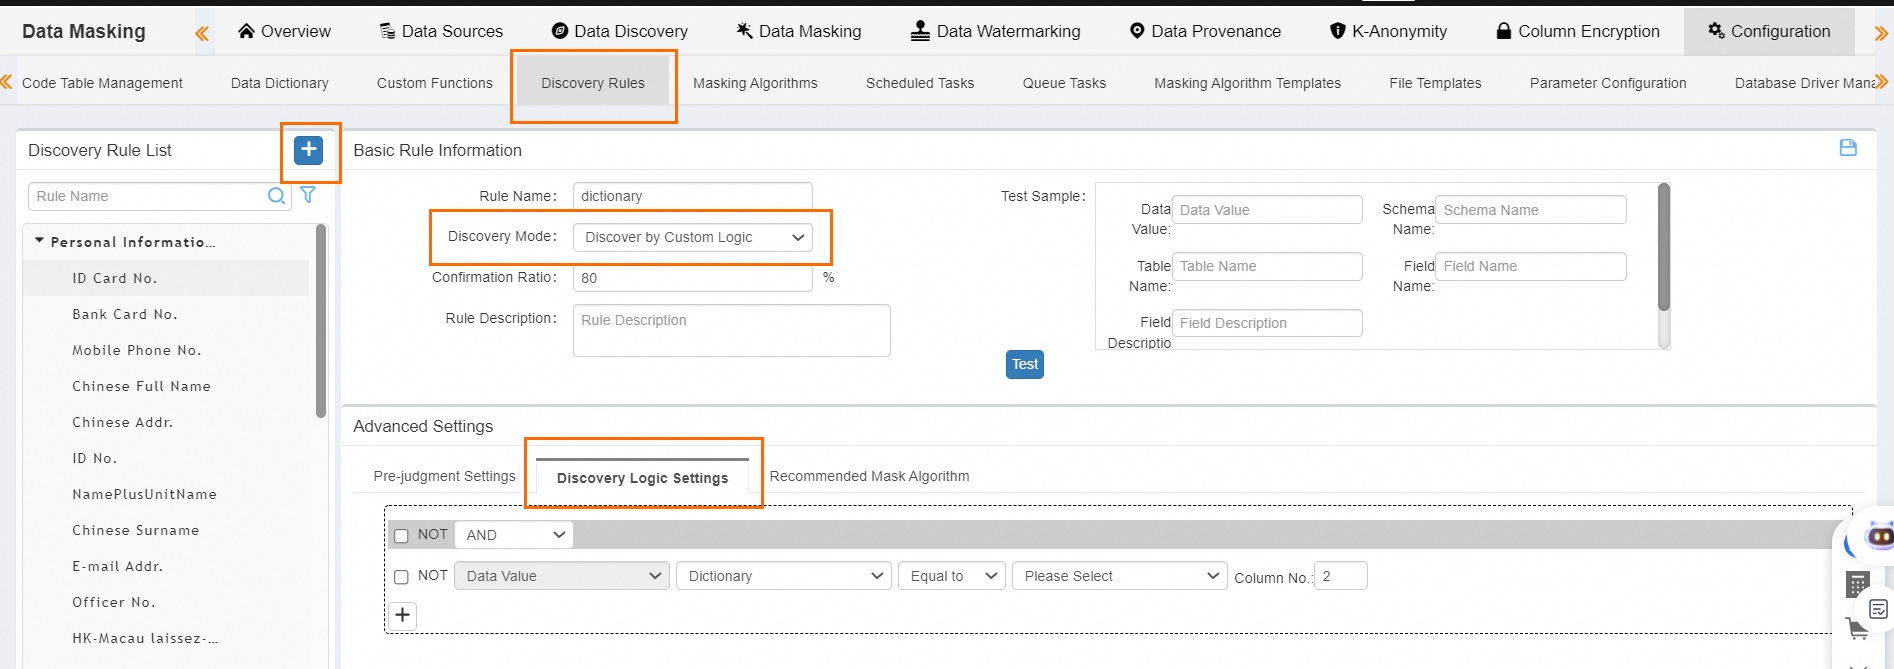 Data Masking
Overview
Data Sources
Data Discovery
Data Masking
Data Watermarking
Data Provenance
K-Anonymity
Column Encryption
Configuration
Code Table Management
Data Dictionary
Custom Functions
Discovery Rules
Masking Algorithms
Scheduled Tasks
Queue Tasks
Masking Algorithm Templates
File Templates
Parameter Configuration
Database Driver Mana
Discovery Rule List
Rule Name
Personal Informatio...
ID Card No.
Bank Card No.
Mobile Phone No.
Chinese Full Name
Chinese Addr.
ID No.
NamePlusUnitName
Chinese Surname
E-mail Addr.
Officer No.
HK-Macau laissez-...
Basic Rule Information
Rule Name: dictionary
Discovery Mode: Discover by Custom Logic
Confirmation Ratio: 80 %
Rule Description: Rule Description
Test Sample:
Data Value: Data Value
Schema Name: Schema Name
Table Name: Table Name
Field Name: Field Name
Field Descriptio Field Description
Test
Advanced Settings
Pre-judgment Settings
Discovery Logic Settings
Recommended Mask Algorithm
NOT AND
NOT Data Value Dictionary Equal to Please Select Column No.: 2